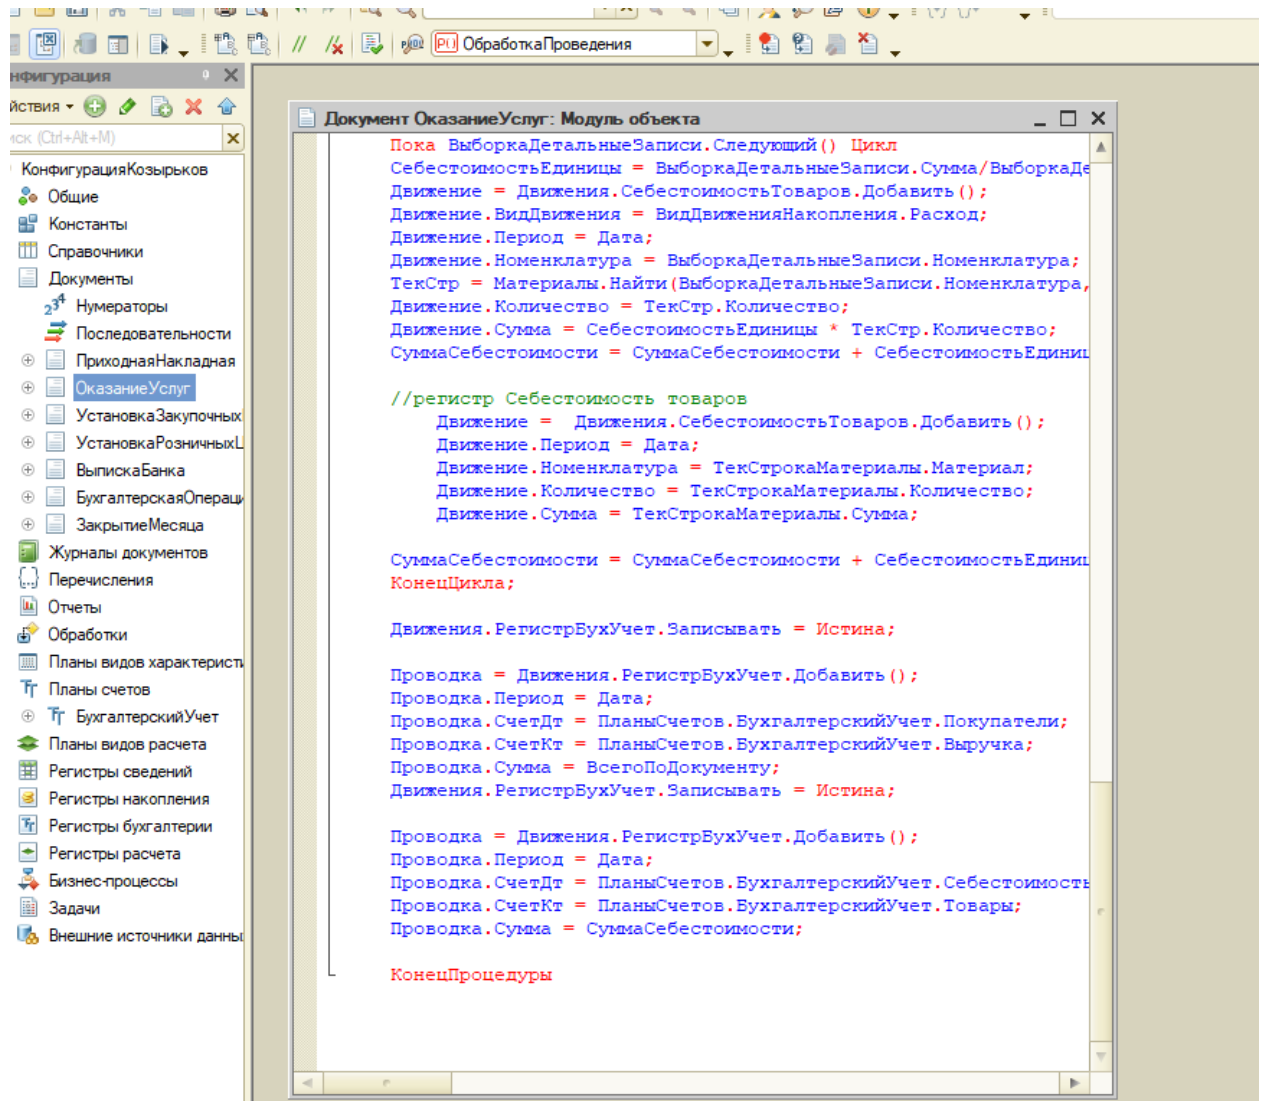 ОбработкаПроведения
нфигурация
йствия
иск (Ctrl+Alt+M)
КонфигурацияКозырьков
Общие
Константы
Справочники
Документы
Нумераторы
Последовательности
ПриходнаяНакладная
ОказаниеУслуг
УстановкаЗакупочных
УстановкаРозничныхЦ
ВыпискаБанка
БухгалтерскаяОпераци
ЗакрытиеМесяца
Журналы документов
Перечисления
Отчеты
Обработки
Планы видов характеристи
Планы счетов
БухгалтерскийУчет
Планы видов расчета
Регистры сведений
Регистры накопления
Регистры бухгалтерии
Регистры расчета
Бизнес-процессы
Задачи
Внешние источники данны
Документ ОказаниеУслуг: Модуль объекта
Пока ВыборкаДетальныеЗаписи.Следующий() Цикл
СебестоимостьЕдиницы = ВыборкаДетальныеЗаписи.Сумма/ВыборкаДе
Движение = Движения.СебестоимостьТоваров.Добавить();
Движение.ВидДвижения = ВидДвиженияНакопления.Расход;
Движение.Период = Дата;
Движение.Номенклатура = ВыборкаДетальныеЗаписи.Номенклатура;
ТекСтр = Материалы.Найти(ВыборкаДетальныеЗаписи.Номенклатура,
Движение.Количество = ТекСтр.Количество;
Движение.Сумма = СебестоимостьЕдиницы * ТекСтр.Количество;
СуммаСебестоимости = СуммаСебестоимости + СебестоимостьЕдиниц
//регистр Себестоимость товаров
Движение =  Движения.СебестоимостьТоваров.Добавить();
Движение.Период = Дата;
Движение.Номенклатура = ТекСтрокаМатериалы.Материал;
Движение.Количество = ТекСтрокаМатериалы.Количество;
Движение.Сумма = ТекСтрокаМатериалы.Сумма;
СуммаСебестоимости = СуммаСебестоимости + СебестоимостьЕдиниц
КонецЦикла;
Движения.РегистрБухУчет.Записывать = Истина;
Проводка = Движения.РегистрБухУчет.Добавить();
Проводка.Период = Дата;
Проводка.СчетДт = ПланыСчетов.БухгалтерскийУчет.Покупатели;
Проводка.СчетКт = ПланыСчетов.БухгалтерскийУчет.Выручка;
Проводка.Сумма = ВсегоПоДокументу;
Движения.РегистрБухУчет.Записывать = Истина;
Проводка = Движения.РегистрБухУчет.Добавить();
Проводка.Период = Дата;
Проводка.СчетДт = ПланыСчетов.БухгалтерскийУчет.Себестоимость
Проводка.СчетКт = ПланыСчетов.БухгалтерскийУчет.Товары;
Проводка.Сумма = СуммаСебестоимости;
КонецПроцедуры